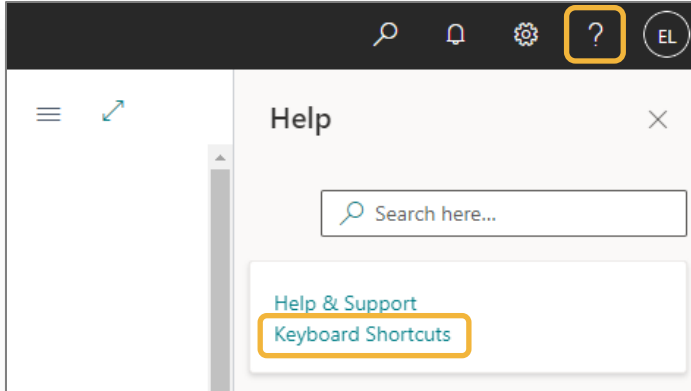 ?
EL
Help
Search here...
Help & Support
Keyboard Shortcuts